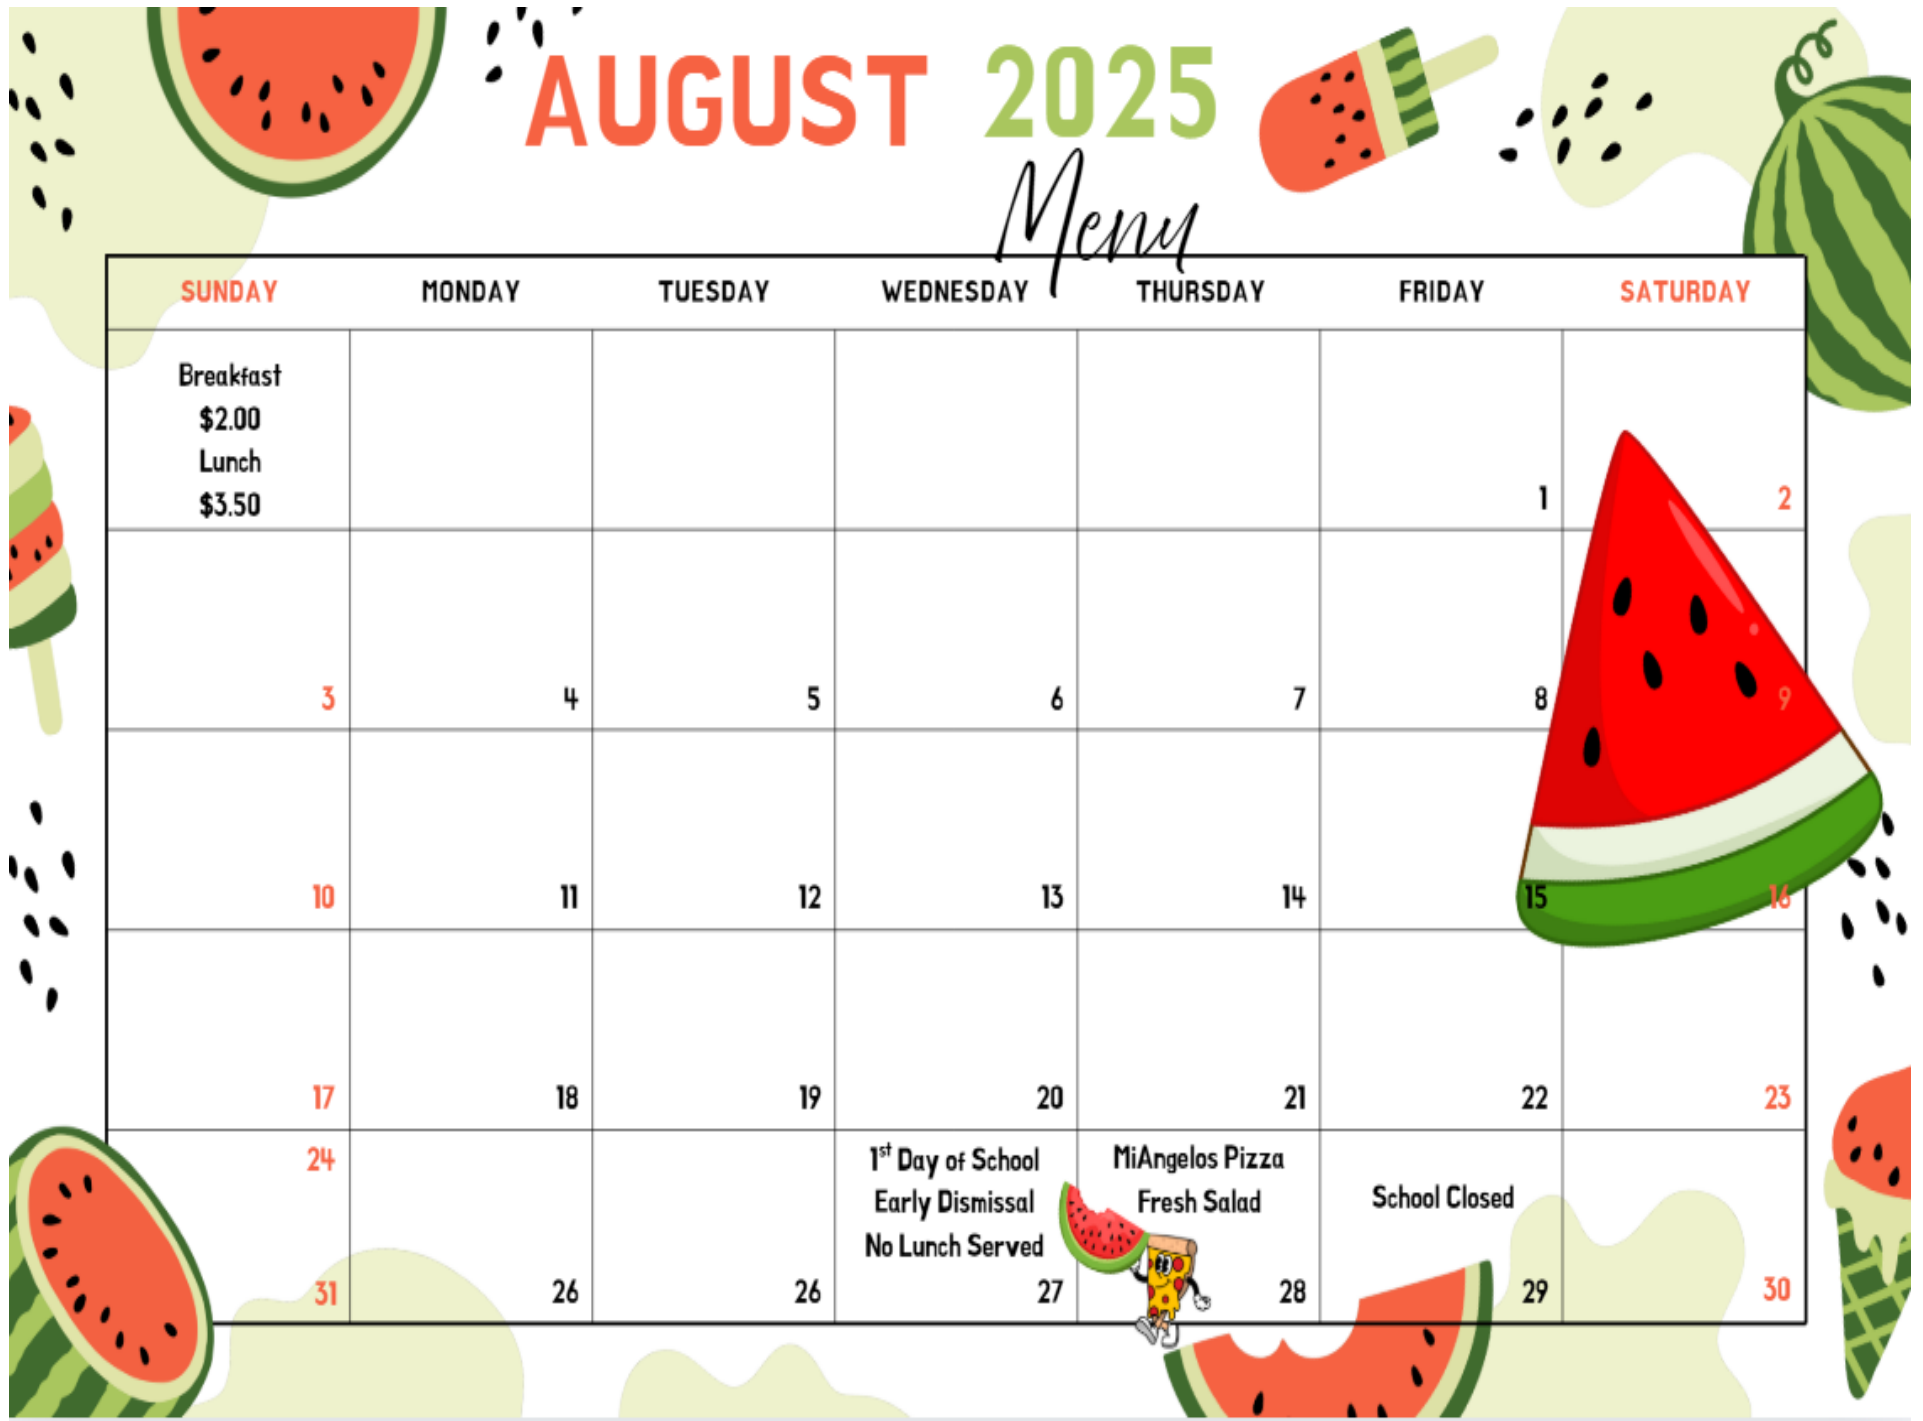 AUGUST 2025
Menu
SUNDAY MONDAY TUESDAY WEDNESDAY THURSDAY FRIDAY SATURDAY
Breakfast
$2.00
Lunch
$3.50
1 2
3 4 5 6 7 8 9
10 11 12 13 14 15 16
17 18 19 20 21 22 23
24
1st Day of School
Early Dismissal
No Lunch Served
MiAngelos Pizza
Fresh Salad
School Closed
31 26 26 27 28 29 30